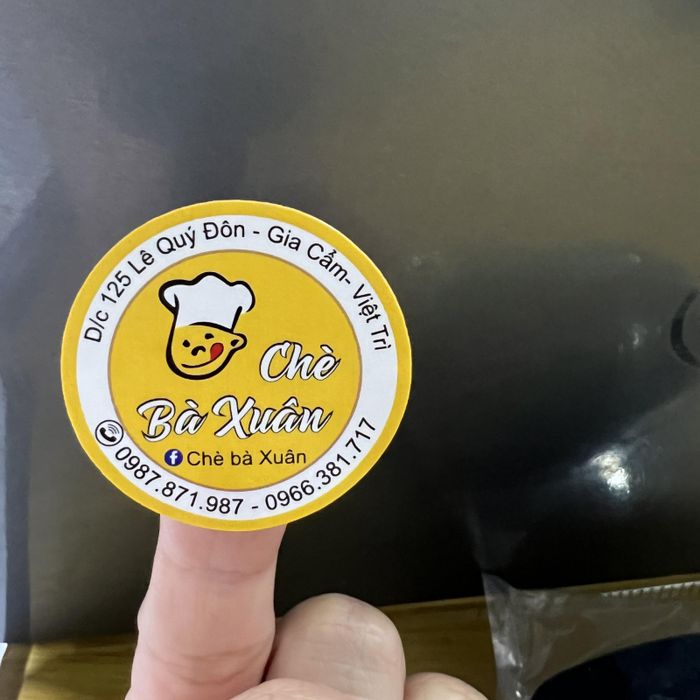 D/c 125 Lê Quý Đôn - Gia Cẩm- Việt Trì
Chè
Bà Xuân
f Chè bà Xuân
0987.871.987 - 0966.381.717